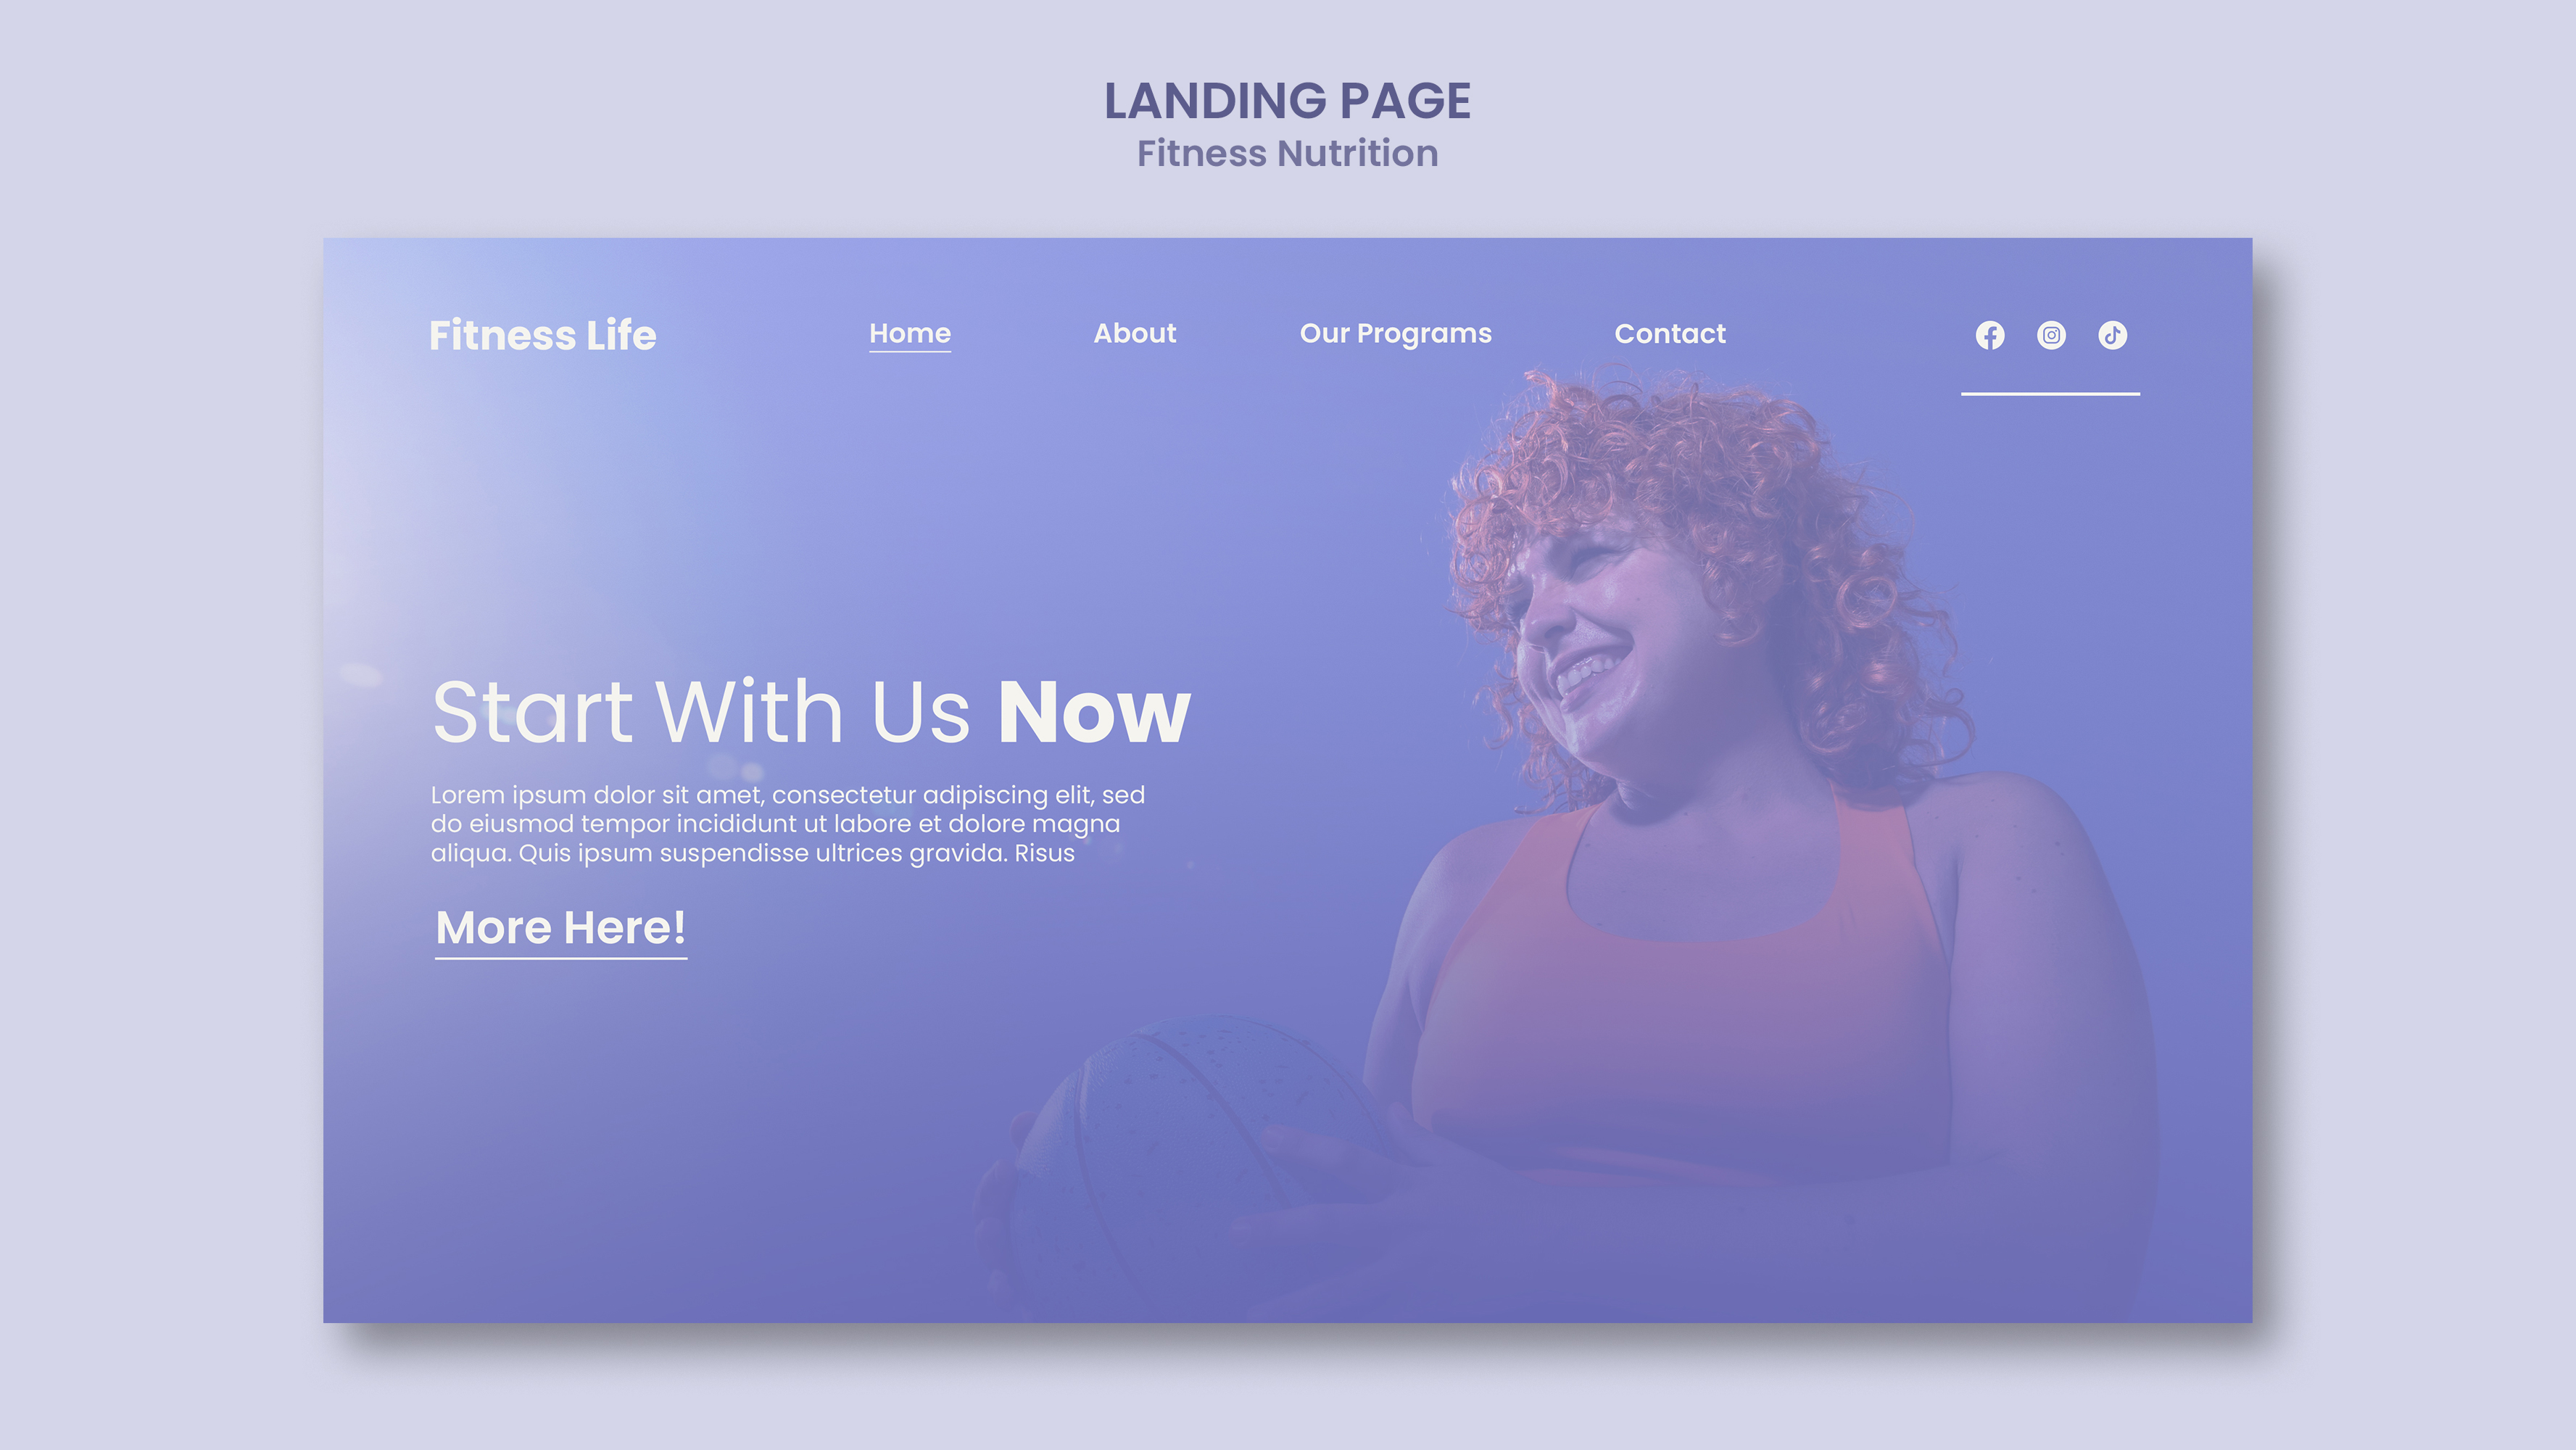 LANDING PAGE
Fitness Nutrition
Fitness Life
Home
About
Our Programs
Contact
Start With Us Now
Lorem ipsum dolor sit amet, consectetur adipiscing elit, sed
do eiusmod tempor incididunt ut labore et dolore magna
aliqua. Quis ipsum suspendisse ultrices gravida. Risus
More Here!